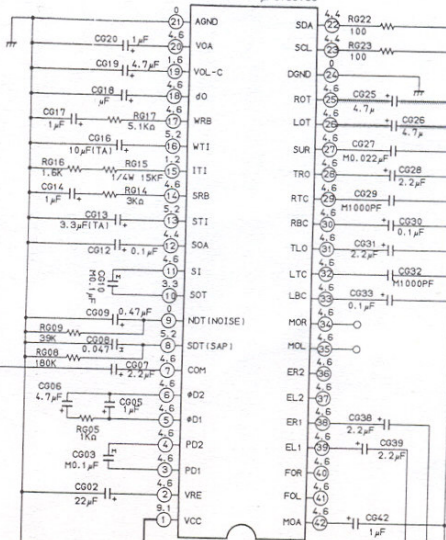 0
21 AGND
4.6
CG20 1μF
20 VOA
1.6
CG19 4.7μF
19 VOL-C
4.6
CG18
μF
18 dO
4.6
CG17 RG17
1μF 5.1KΩ
17 WRB
5.2
CG16
10μF(TA)
16 WTI
1.2
RG16 RG15
1.6K 1/4W 15KF
15 ITI
4.6
CG14 RG14
1μF 3KΩ
14 SRB
5.2
CG13
3.3μF(TA)
13 STI
4.4
CG12 0.1μF
12 SOA
4.6
11 SI
CG10
M0.1μF
3.3
10 SOT
0
CG09 0.47μF
9 NDT(NOISE)
RG09
39K
5.2
CG08
0.047
8 SDT(SAP)
RG08
180K
4.6
CG07
2.2μF
7 COM
4.6
CG06
4.7μF
CG05
1μF
6 øD2
4.6
5 øD1
RG05
1KΩ
4.6
4 PD2
CG03
M0.1μF
4.6
3 PD1
4.6
CG02
22μF
2 VRE
9.1
1 VCC
4.4
SDA 22 RG22
100
4.3
SCL 23 RG23
100
0
DGND 24
4.6
ROT 25 CG25
4.7μ
4.6
LOT 26 CG26
4.7μ
4.6
SUR 27 CG27
M0.022μF
4.6
TRO 28 CG28
2.2μF
4.6
RTC 29 CG29
M1000PF
4.6
RBC 30 CG30
0.1μF
4.6
TLO 31 CG31
2.2μF
4.6
LTC 32 CG32
M1000PF
4.6
LBC 33 CG33
0.1μF
4.6
MOR 34
4.6
MOL 35
4.6
ER2 36
4.6
EL2 37
4.6
ER1 38 CG38
2.2μF
4.6
EL1 39 CG39
2.2μF
4.6
FOR 40
4.6
FOL 41
4.6
MOA 42 CG42
1μF